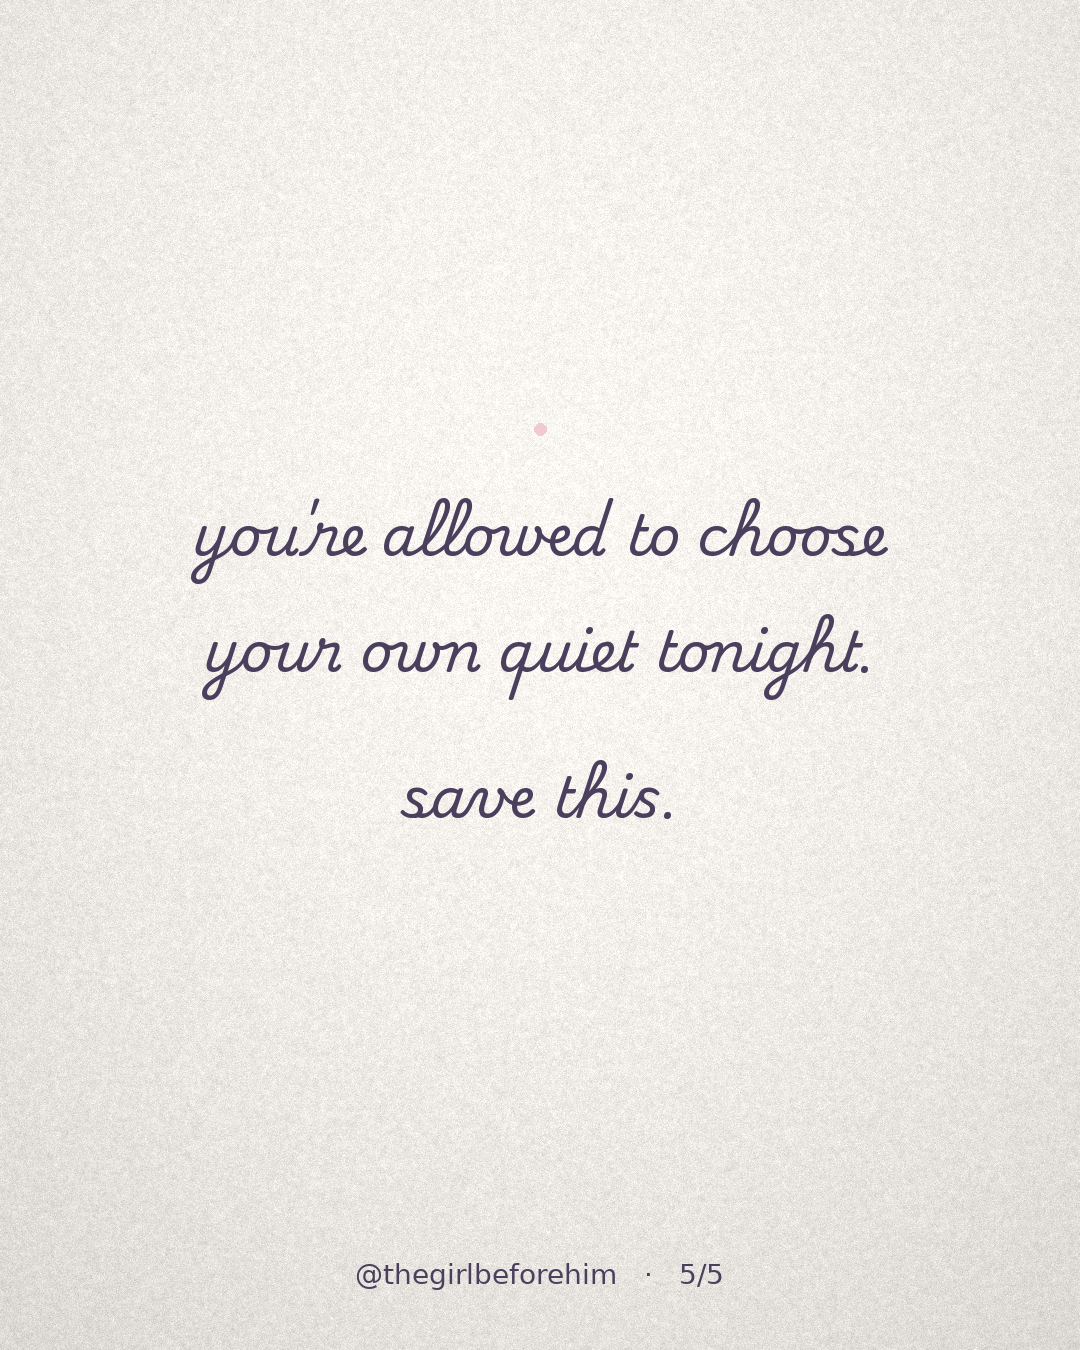 you're allowed to choose
your own quiet tonight.
save this.
@thegirlbeforehim · 5/5